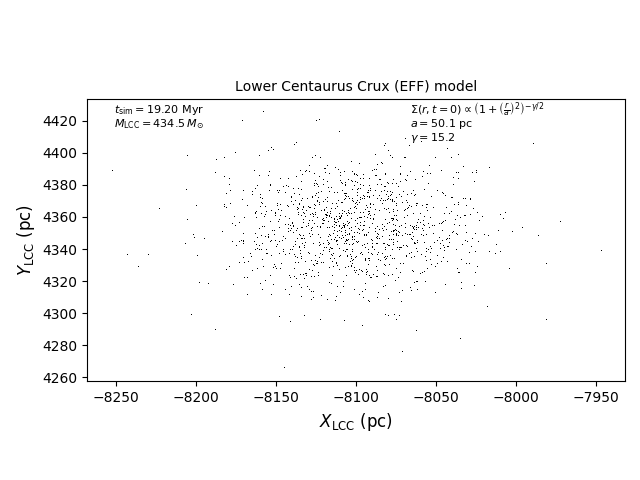 Lower Centaurus Crux (EFF) model
t_sim = 19.20 Myr
M_LCC = 434.5 M_⊙
Σ(r, t = 0) ∝ (1 + (r/a)²)^(−γ/2)
a = 50.1 pc
γ = 15.2
4420
4400
4380
4360
4340
4320
4300
4280
4260
Y_LCC (pc)
−8250 −8200 −8150 −8100 −8050 −8000 −7950
X_LCC (pc)